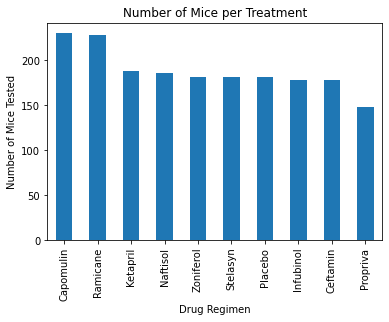 Number of Mice per Treatment
Number of Mice Tested
200
150
100
50
0
Capomulin
Ramicane
Ketapril
Naftisol
Zoniferol
Stelasyn
Placebo
Infubinol
Ceftamin
Propriva
Drug Regimen